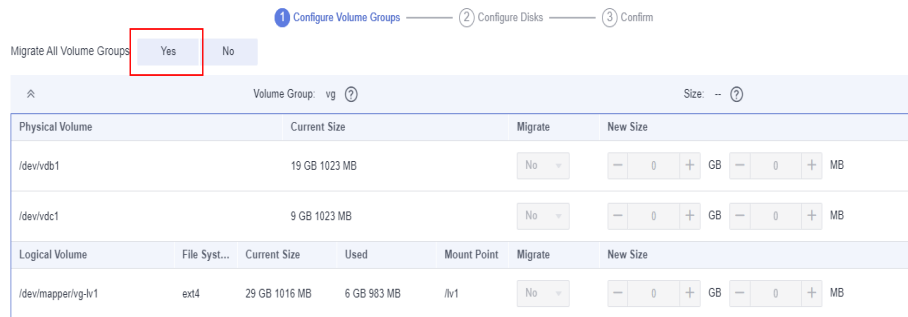 1 Configure Volume Groups 2 Configure Disks 3 Confirm
Migrate All Volume Groups Yes No
Volume Group: vg ? Size: -- ?
Physical Volume Current Size Migrate New Size
/dev/vdb1 19 GB 1023 MB No − 0 + GB − 0 + MB
/dev/vdc1 9 GB 1023 MB No − 0 + GB − 0 + MB
Logical Volume File Syst... Current Size Used Mount Point Migrate New Size
/dev/mapper/vg-lv1 ext4 29 GB 1016 MB 6 GB 983 MB /lv1 No − 0 + GB − 0 + MB